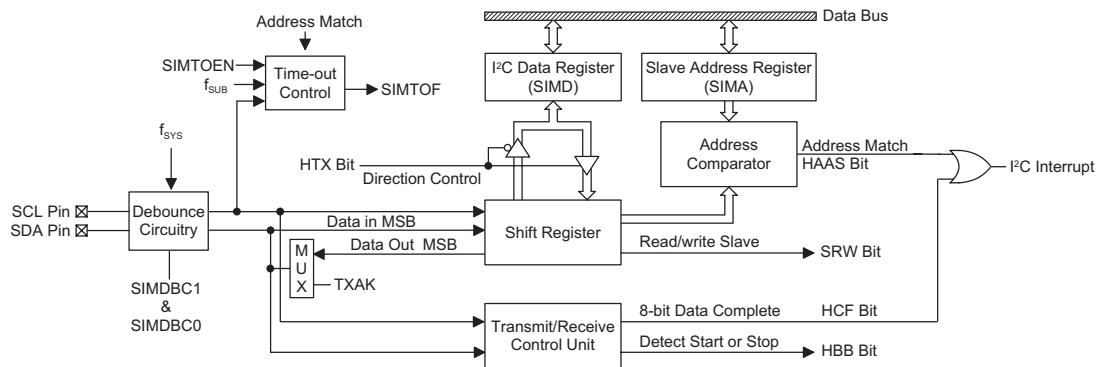 Data Bus
Address Match
SIMTOEN
fSUB
Time-out
Control
SIMTOF
I²C Data Register
(SIMD)
Slave Address Register
(SIMA)
fSYS
HTX Bit
Direction Control
Address
Comparator
Address Match
HAAS Bit
I²C Interrupt
SCL Pin
SDA Pin
Debounce
Circuitry
Data in MSB
Shift Register
Data Out MSB
Read/write Slave
SRW Bit
M
U
X
TXAK
SIMDBC1
&
SIMDBC0
Transmit/Receive
Control Unit
8-bit Data Complete
HCF Bit
Detect Start or Stop
HBB Bit